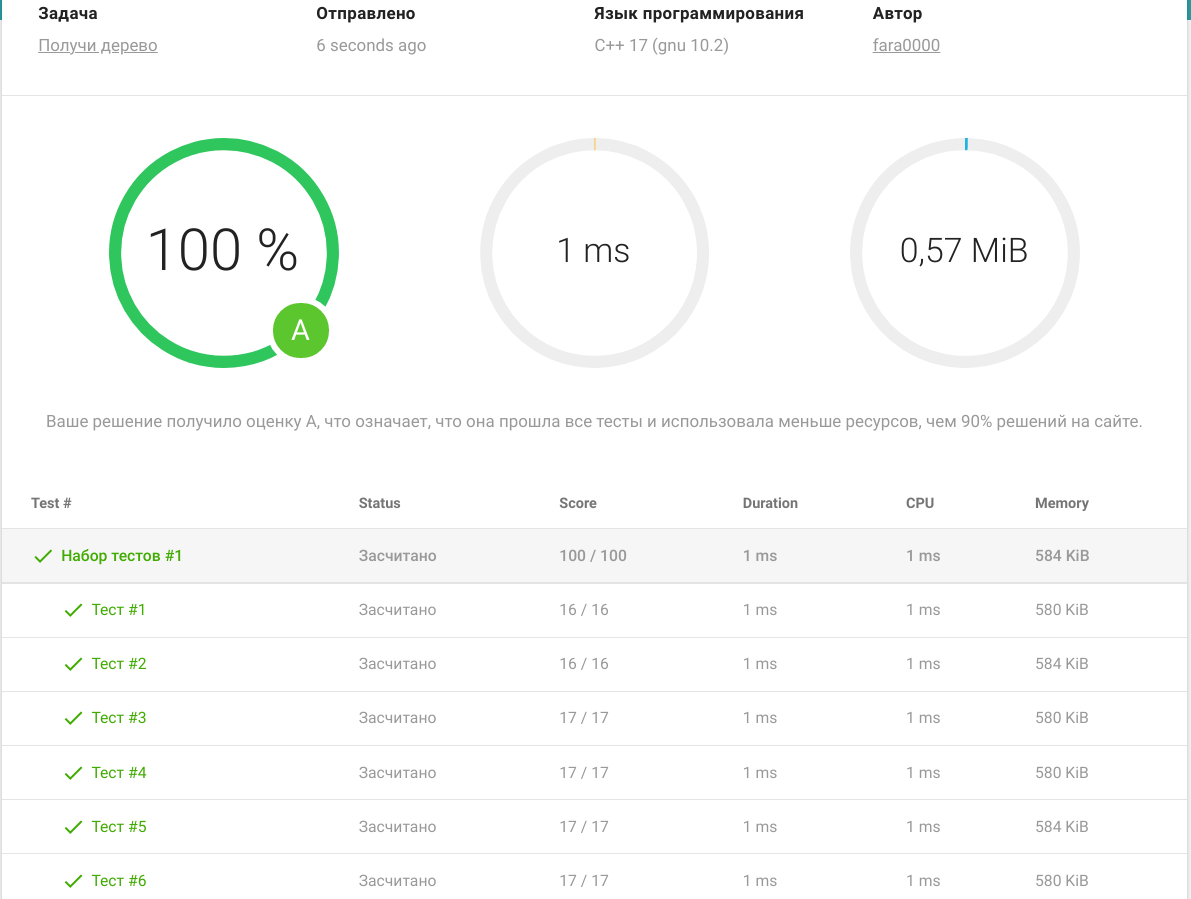 Задача Отправлено Язык программирования Автор
Получи дерево 6 seconds ago C++ 17 (gnu 10.2) fara0000
100 % 1 ms 0,57 MiB
A
Ваше решение получило оценку A, что означает, что она прошла все тесты и использовала меньше ресурсов, чем 90% решений на сайте.
Test # Status Score Duration CPU Memory
Набор тестов #1 Засчитано 100 / 100 1 ms 1 ms 584 KiB
Тест #1 Засчитано 16 / 16 1 ms 1 ms 580 KiB
Тест #2 Засчитано 16 / 16 1 ms 1 ms 584 KiB
Тест #3 Засчитано 17 / 17 1 ms 1 ms 580 KiB
Тест #4 Засчитано 17 / 17 1 ms 1 ms 580 KiB
Тест #5 Засчитано 17 / 17 1 ms 1 ms 584 KiB
Тест #6 Засчитано 17 / 17 1 ms 1 ms 580 KiB